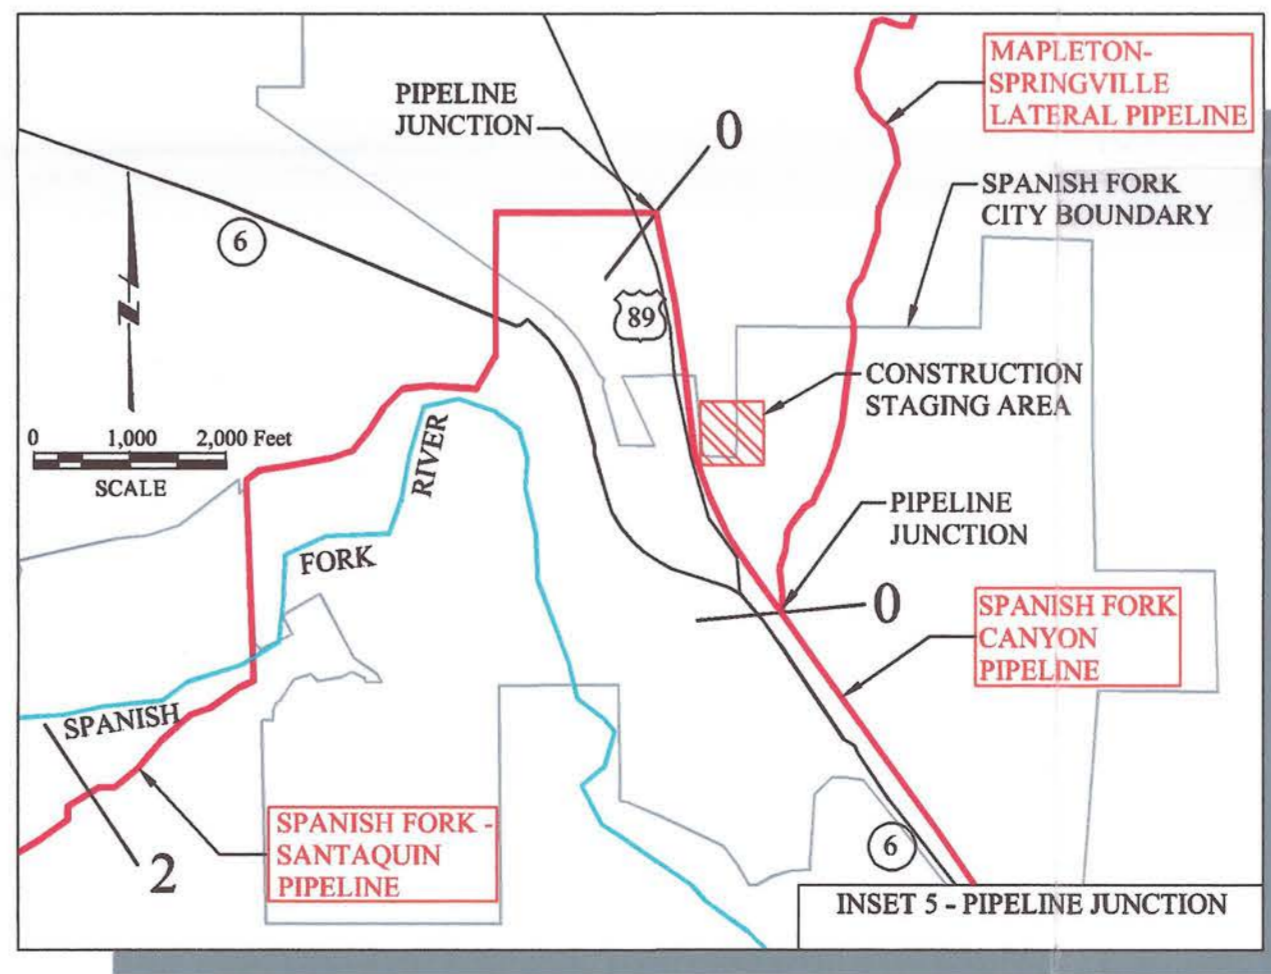 MAPLETON-
SPRINGVILLE
LATERAL PIPELINE
PIPELINE
JUNCTION
0
SPANISH FORK
CITY BOUNDARY
6
N
89
CONSTRUCTION
STAGING AREA
0 1,000 2,000 Feet
SCALE
RIVER
FORK
SPANISH
PIPELINE
JUNCTION
0
SPANISH FORK
CANYON
PIPELINE
SPANISH FORK -
SANTAQUIN
PIPELINE
2
6
INSET 5 - PIPELINE JUNCTION